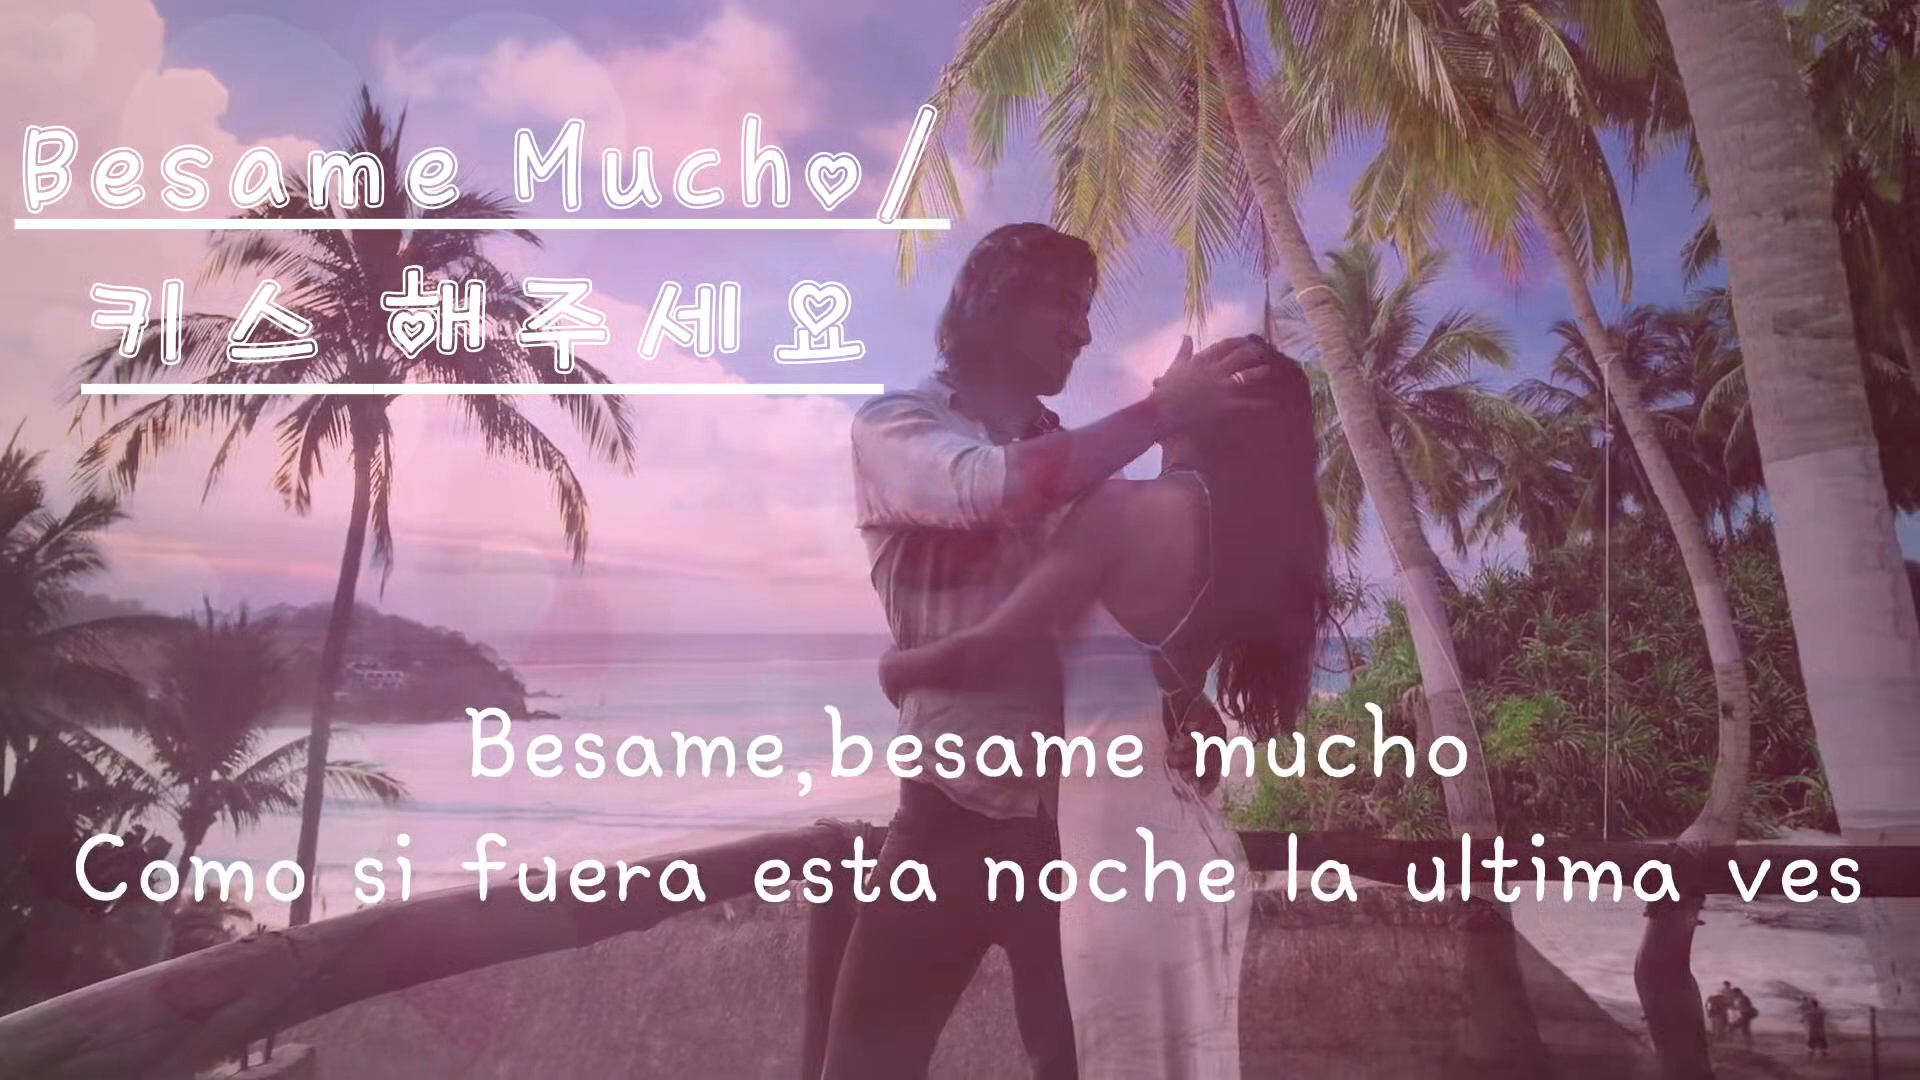 Besame Mucho/
키스 해주세요
Besame,besame mucho
Como si fuera esta noche la ultima ves